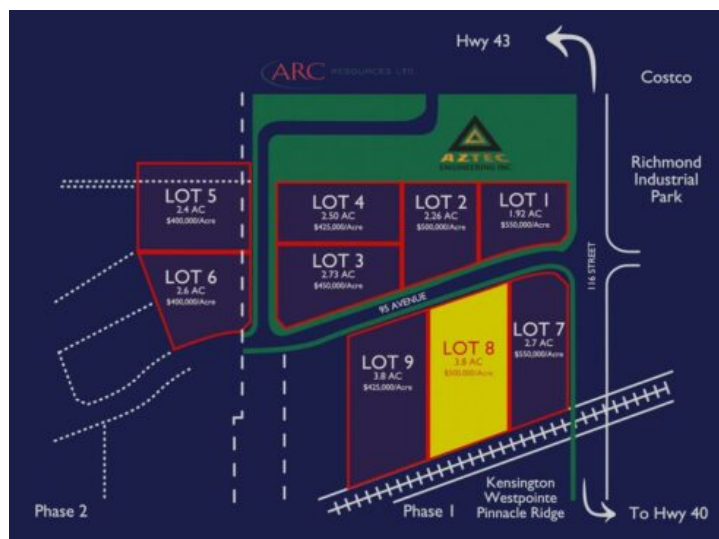 Hwy 43
ARC RESOURCES LTD.
Costco
AZTEC
ENGINEERING INC.
Richmond
Industrial
Park
LOT 5
2.4 AC
$400,000/Acre
LOT 4
2.50 AC
$425,000/Acre
LOT 2
2.26 AC
$500,000/Acre
LOT 1
1.92 AC
$550,000/Acre
LOT 6
2.6 AC
$400,000/Acre
LOT 3
2.73 AC
$450,000/Acre
116 STREET
95 AVENUE
LOT 9
3.8 AC
$425,000/Acre
LOT 8
3.8 AC
$500,000/Acre
LOT 7
2.7 AC
$550,000/Acre
Kensington
Westpointe
Pinnacle Ridge
Phase 2
Phase 1
To Hwy 40